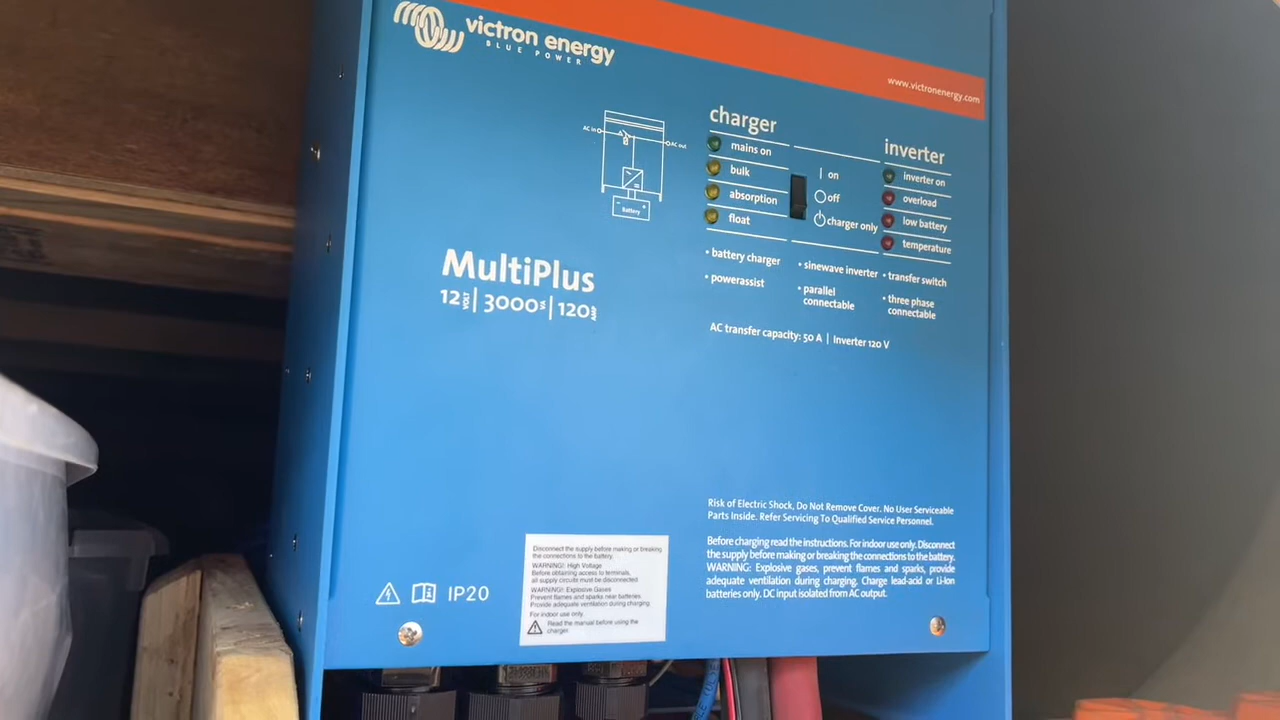 victron energy
BLUE POWER
www.victronenergy.com
AC in
AC out
Battery
charger
mains on
bulk
absorption
float
on
off
charger only
inverter
inverter on
overload
low battery
temperature
• battery charger
• powerassist
• sinewave inverter
• parallel
connectable
• transfer switch
• three phase
connectable
MultiPlus
12 VOLT | 3000 VA | 120 AMP
AC transfer capacity: 50 A | Inverter 120 V
Risk of Electric Shock, Do Not Remove Cover. No User Serviceable
Parts Inside. Refer Servicing To Qualified Service Personnel.
Before charging read the instructions. For indoor use only. Disconnect
the supply before making or breaking the connections to the battery.
WARNING: Explosive gases, prevent flames and sparks, provide
adequate ventilation during charging. Charge lead-acid or Li-Ion
batteries only. DC input isolated from AC output.
Disconnect the supply before making or breaking
the connections to the battery.
WARNING!: High Voltage
Before obtaining access to terminals,
all supply circuits must be disconnected.
WARNING!: Explosive Gases
Prevent flames and sparks near batteries.
Provide adequate ventilation during charging
For indoor use only.
Read the manual before using the
charger.
IP20